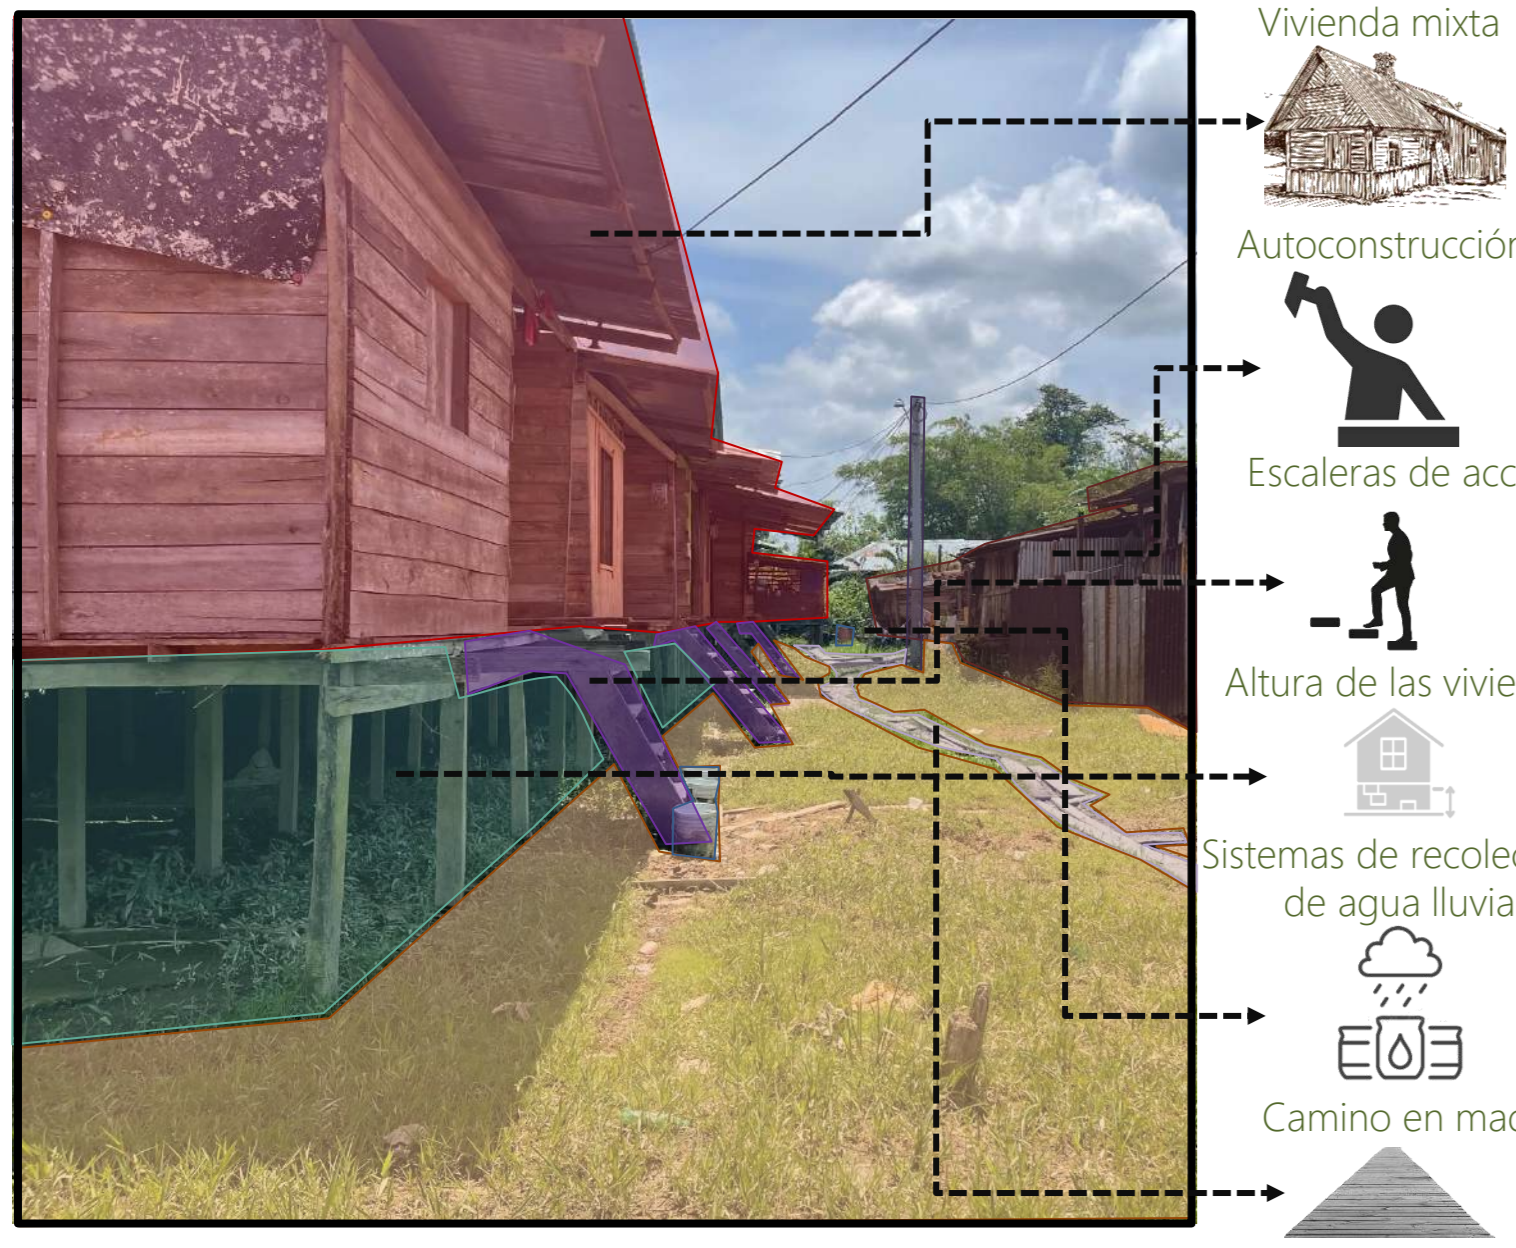 Vivienda mixta
Autoconstrucción
Escaleras de acc
Altura de las vivie
Sistemas de recolec
de agua lluvia
Camino en mad